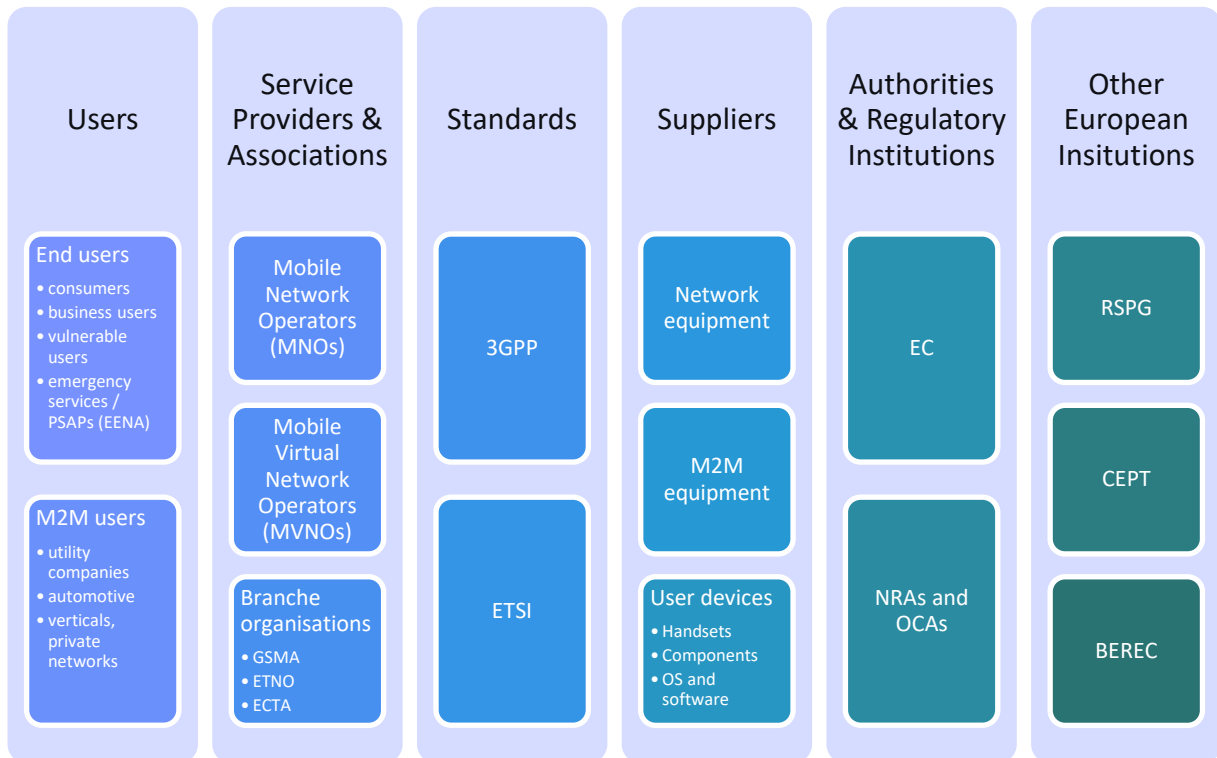 Users
Service
Providers &
Associations
Standards
Suppliers
Authorities
& Regulatory
Institutions
Other
European
Insitutions
End users
• consumers
• business users
• vulnerable
users
• emergency
services /
PSAPs (EENA)
M2M users
• utility
companies
• automotive
• verticals,
private
networks
Mobile
Network
Operators
(MNOs)
Mobile
Virtual
Network
Operators
(MVNOs)
Branche
organisations
• GSMA
• ETNO
• ECTA
3GPP
ETSI
Network
equipment
M2M
equipment
User devices
• Handsets
• Components
• OS and
software
EC
NRAs and
OCAs
RSPG
CEPT
BEREC